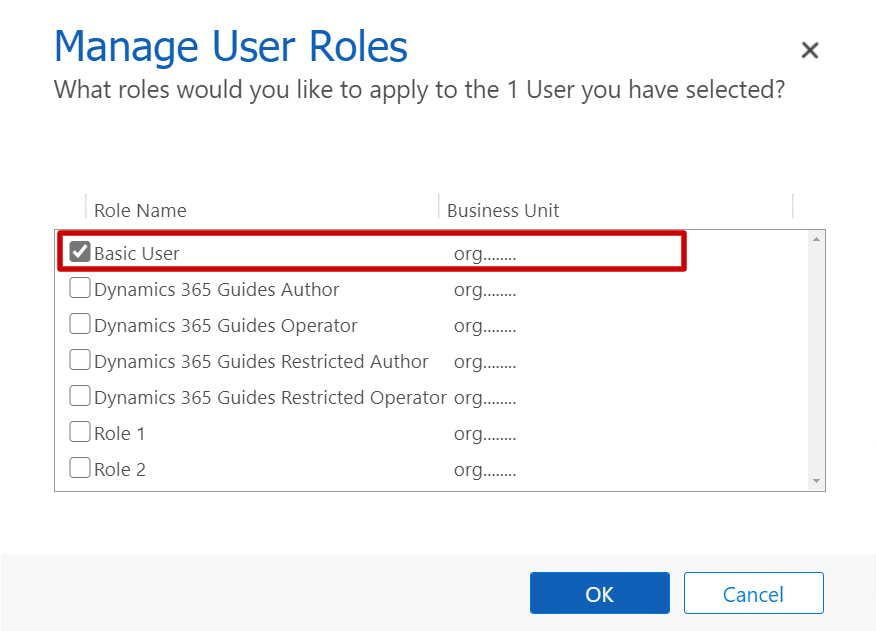 Manage User Roles
What roles would you like to apply to the 1 User you have selected?
Role Name Business Unit
Basic User org........
Dynamics 365 Guides Author org........
Dynamics 365 Guides Operator org........
Dynamics 365 Guides Restricted Author org........
Dynamics 365 Guides Restricted Operator org........
Role 1 org........
Role 2 org........
OK Cancel